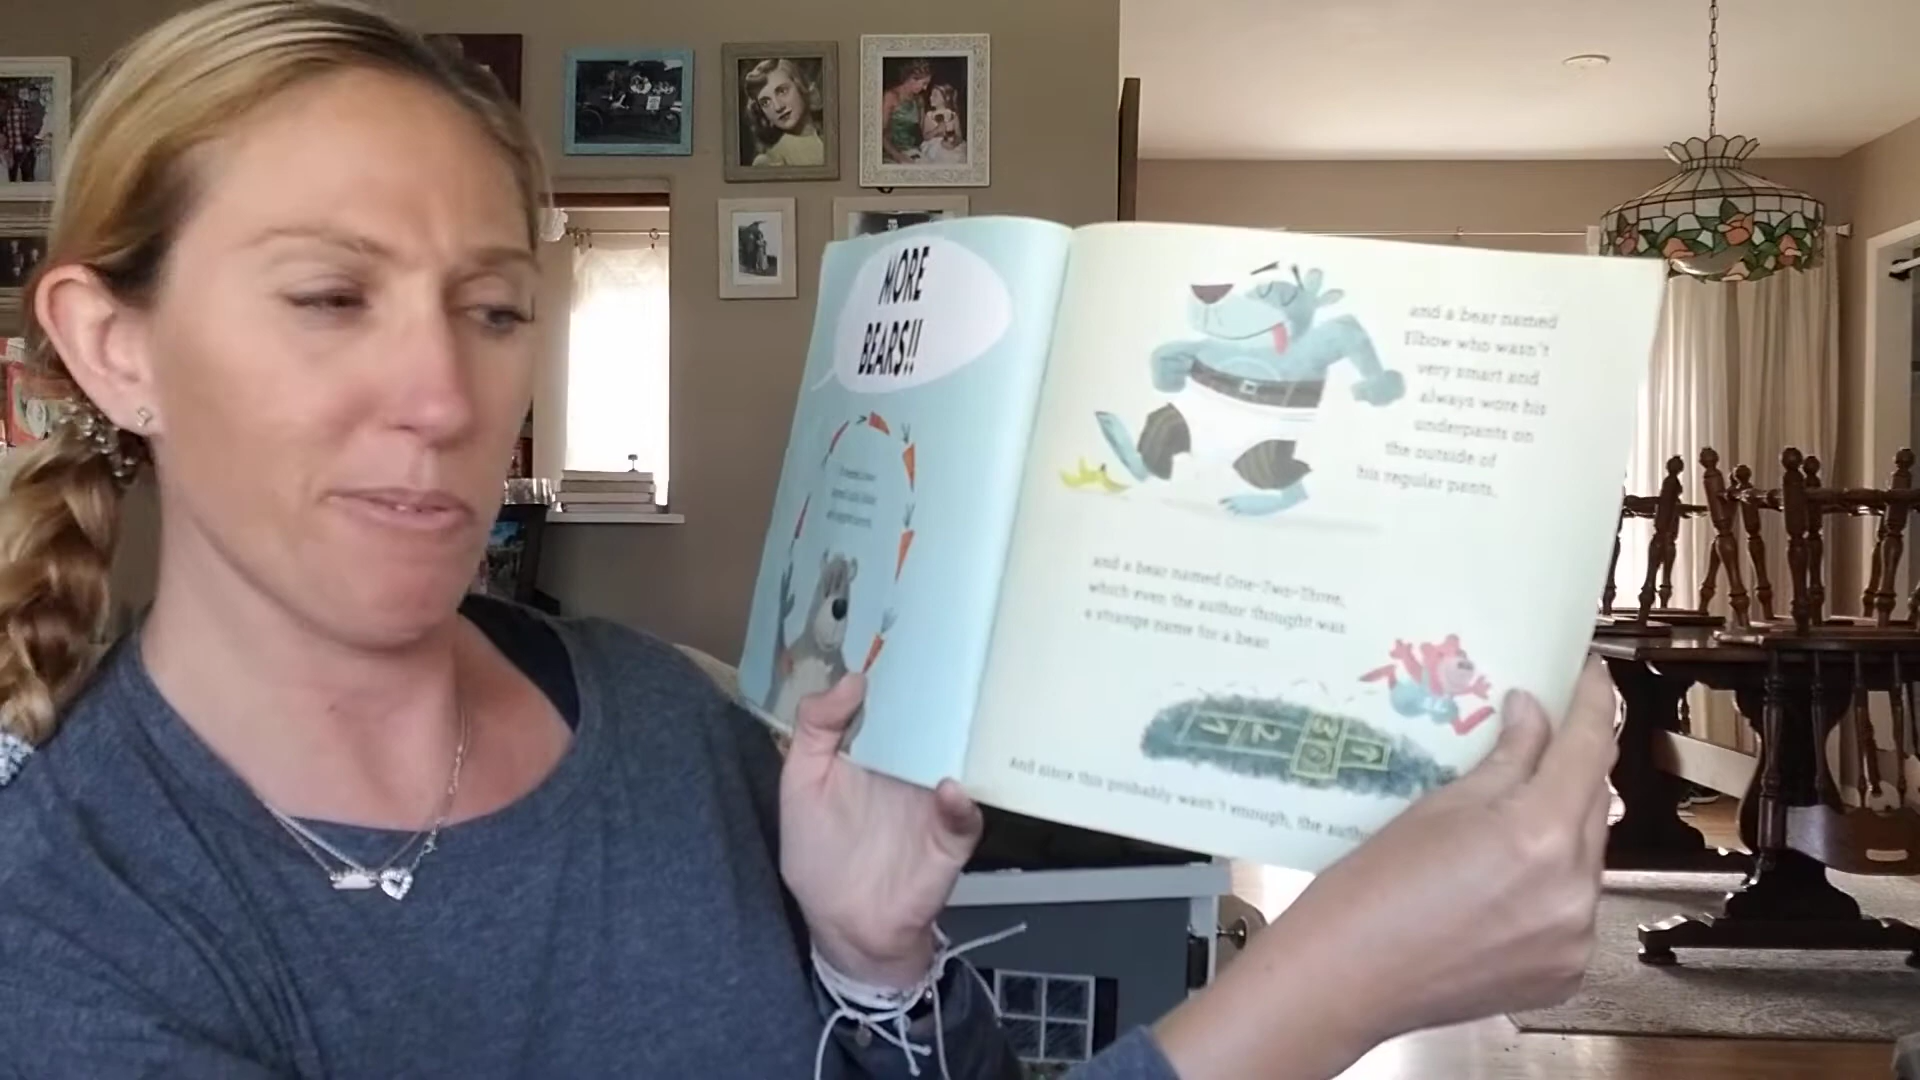 MORE
BEARS!!
and a bear named
Elbow who wasn't
very smart and
always wore his
underpants on
the outside of
his regular pants,
and a bear named One-Two-Three,
which even the author thought was
a strange name for a bear.
1 2 3
And since this probably wasn't enough, the